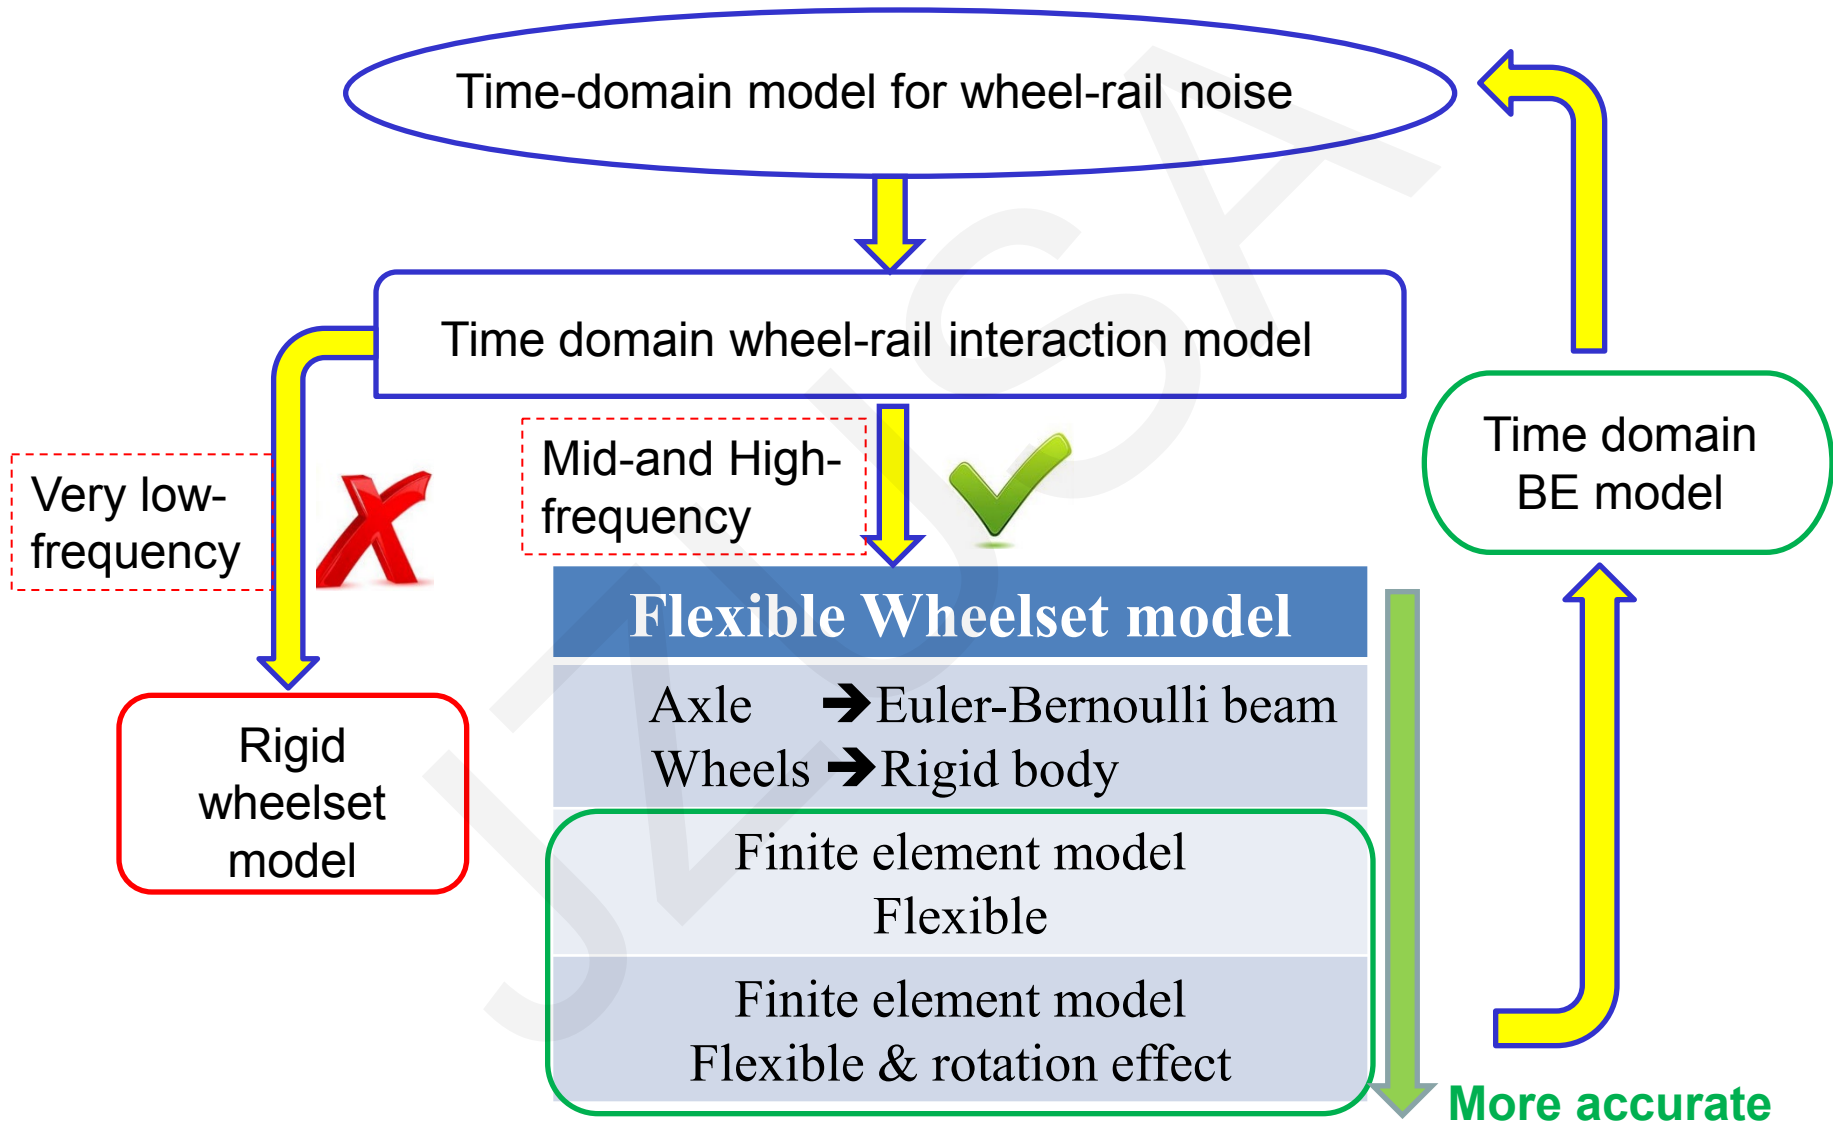 Time-domain model for wheel-rail noise
Time domain wheel-rail interaction model
Very low-
frequency
Mid-and High-
frequency
Time domain
BE model
Rigid
wheelset
model
Flexible Wheelset model
Axle ➔ Euler-Bernoulli beam
Wheels ➔ Rigid body
Finite element model
Flexible
Finite element model
Flexible & rotation effect
More accurate
JZUSA